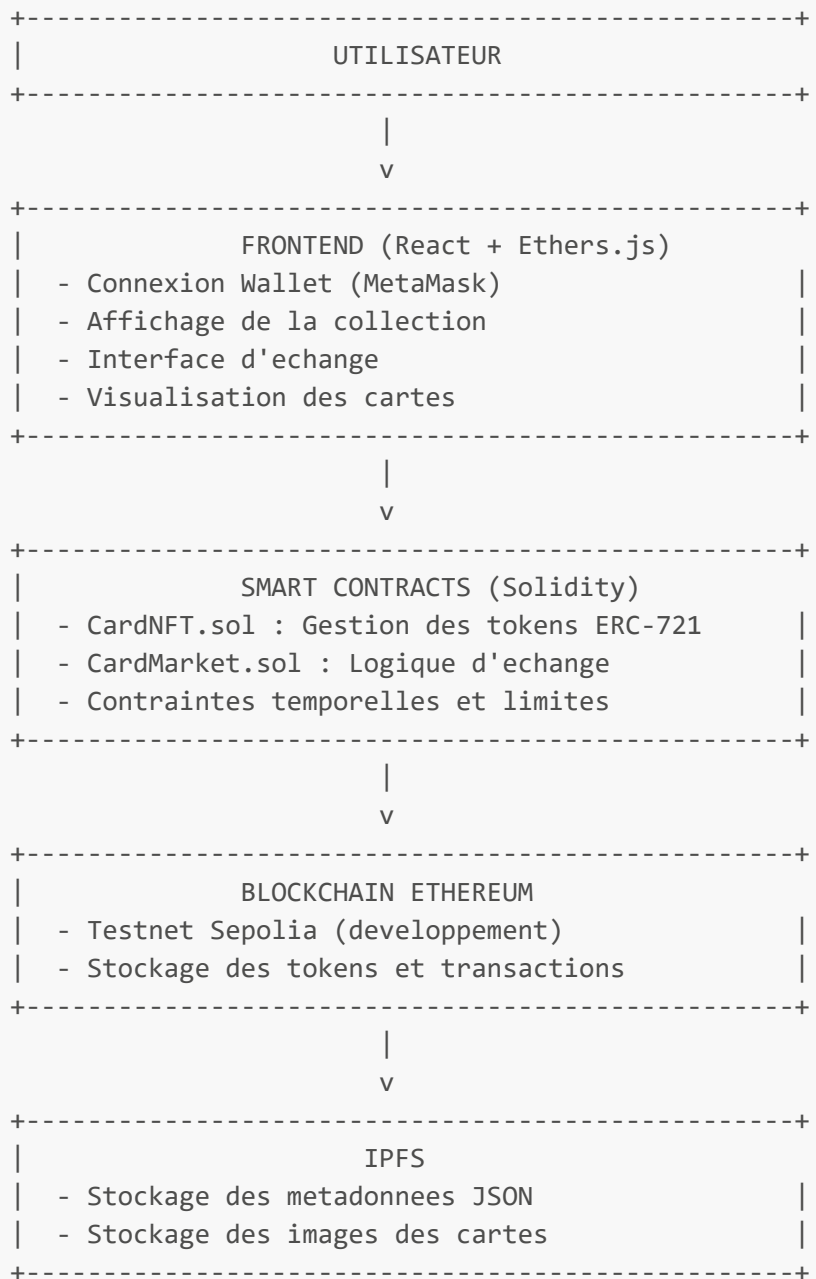 +--------------------------------------------------+
|                    UTILISATEUR
+--------------------------------------------------+
                        |
                        v
+--------------------------------------------------+
|              FRONTEND (React + Ethers.js)
|  - Connexion Wallet (MetaMask)                   |
|  - Affichage de la collection                    |
|  - Interface d'echange                           |
|  - Visualisation des cartes                      |
+--------------------------------------------------+
                        |
                        v
+--------------------------------------------------+
|              SMART CONTRACTS (Solidity)
|  - CardNFT.sol : Gestion des tokens ERC-721      |
|  - CardMarket.sol : Logique d'echange            |
|  - Contraintes temporelles et limites            |
+--------------------------------------------------+
                        |
                        v
+--------------------------------------------------+
|              BLOCKCHAIN ETHEREUM
|  - Testnet Sepolia (developpement)               |
|  - Stockage des tokens et transactions           |
+--------------------------------------------------+
                        |
                        v
+--------------------------------------------------+
|                      IPFS
|  - Stockage des metadonnees JSON                 |
|  - Stockage des images des cartes                |
+--------------------------------------------------+